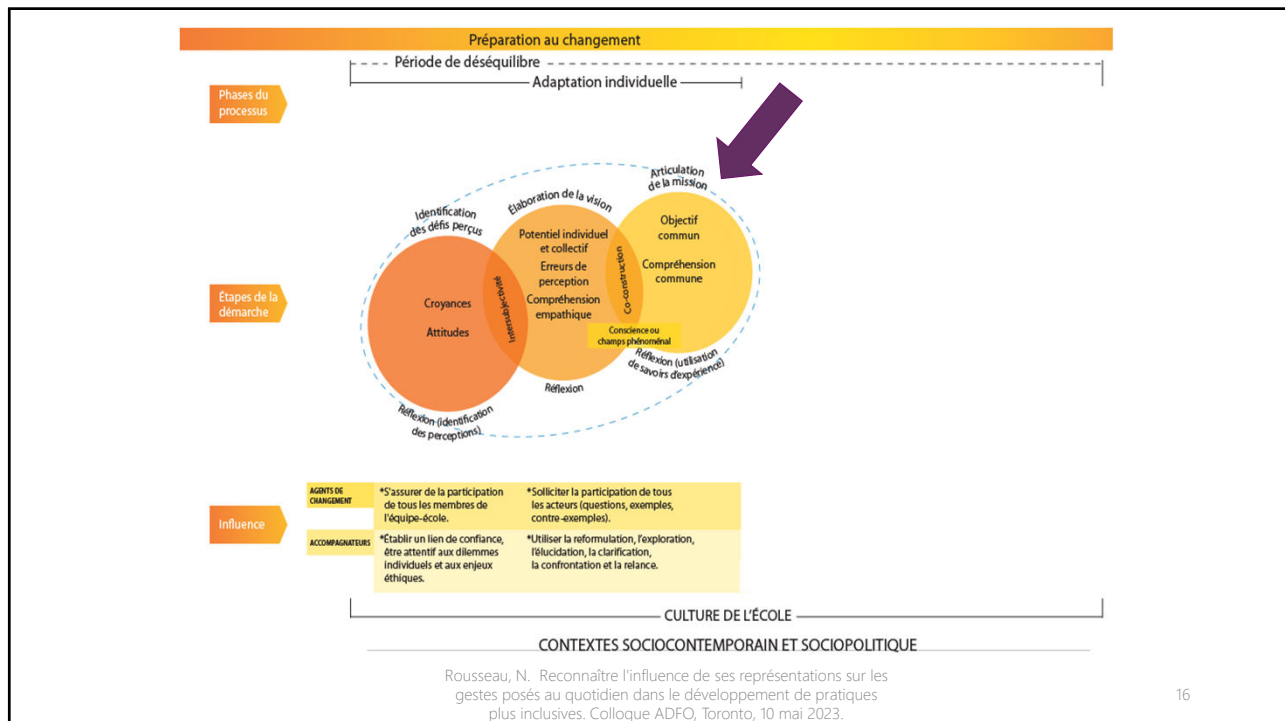 Préparation au changement
Période de déséquilibre
Adaptation individuelle
Phases du
processus
Articulation
de la mission
Élaboration de la vision
Identification
des défis perçus
Objectif
commun
Potentiel individuel
et collectif
Erreurs de
perception
Compréhension
commune
Co-construction
Intersubjectivité
Étapes de la
démarche
Croyances
Compréhension
empathique
Attitudes
Conscience ou
champs phénoménal
Réflexion (utilisation
de savoirs d'expérience)
Réflexion
Réflexion (identification
des perceptions)
Influence
AGENTS DE
CHANGEMENT
*S'assurer de la participation
de tous les membres de
l'équipe-école.
*Solliciter la participation de tous
les acteurs (questions, exemples,
contre-exemples).
ACCOMPAGNATEURS
*Établir un lien de confiance,
être attentif aux dilemmes
individuels et aux enjeux
éthiques.
*Utiliser la reformulation, l'exploration,
l'élucidation, la clarification,
la confrontation et la relance.
CULTURE DE L'ÉCOLE
CONTEXTES SOCIOCONTEMPORAIN ET SOCIOPOLITIQUE
Rousseau, N. Reconnaître l'influence de ses représentations sur les
gestes posés au quotidien dans le développement de pratiques
plus inclusives. Colloque ADFO, Toronto, 10 mai 2023.
16